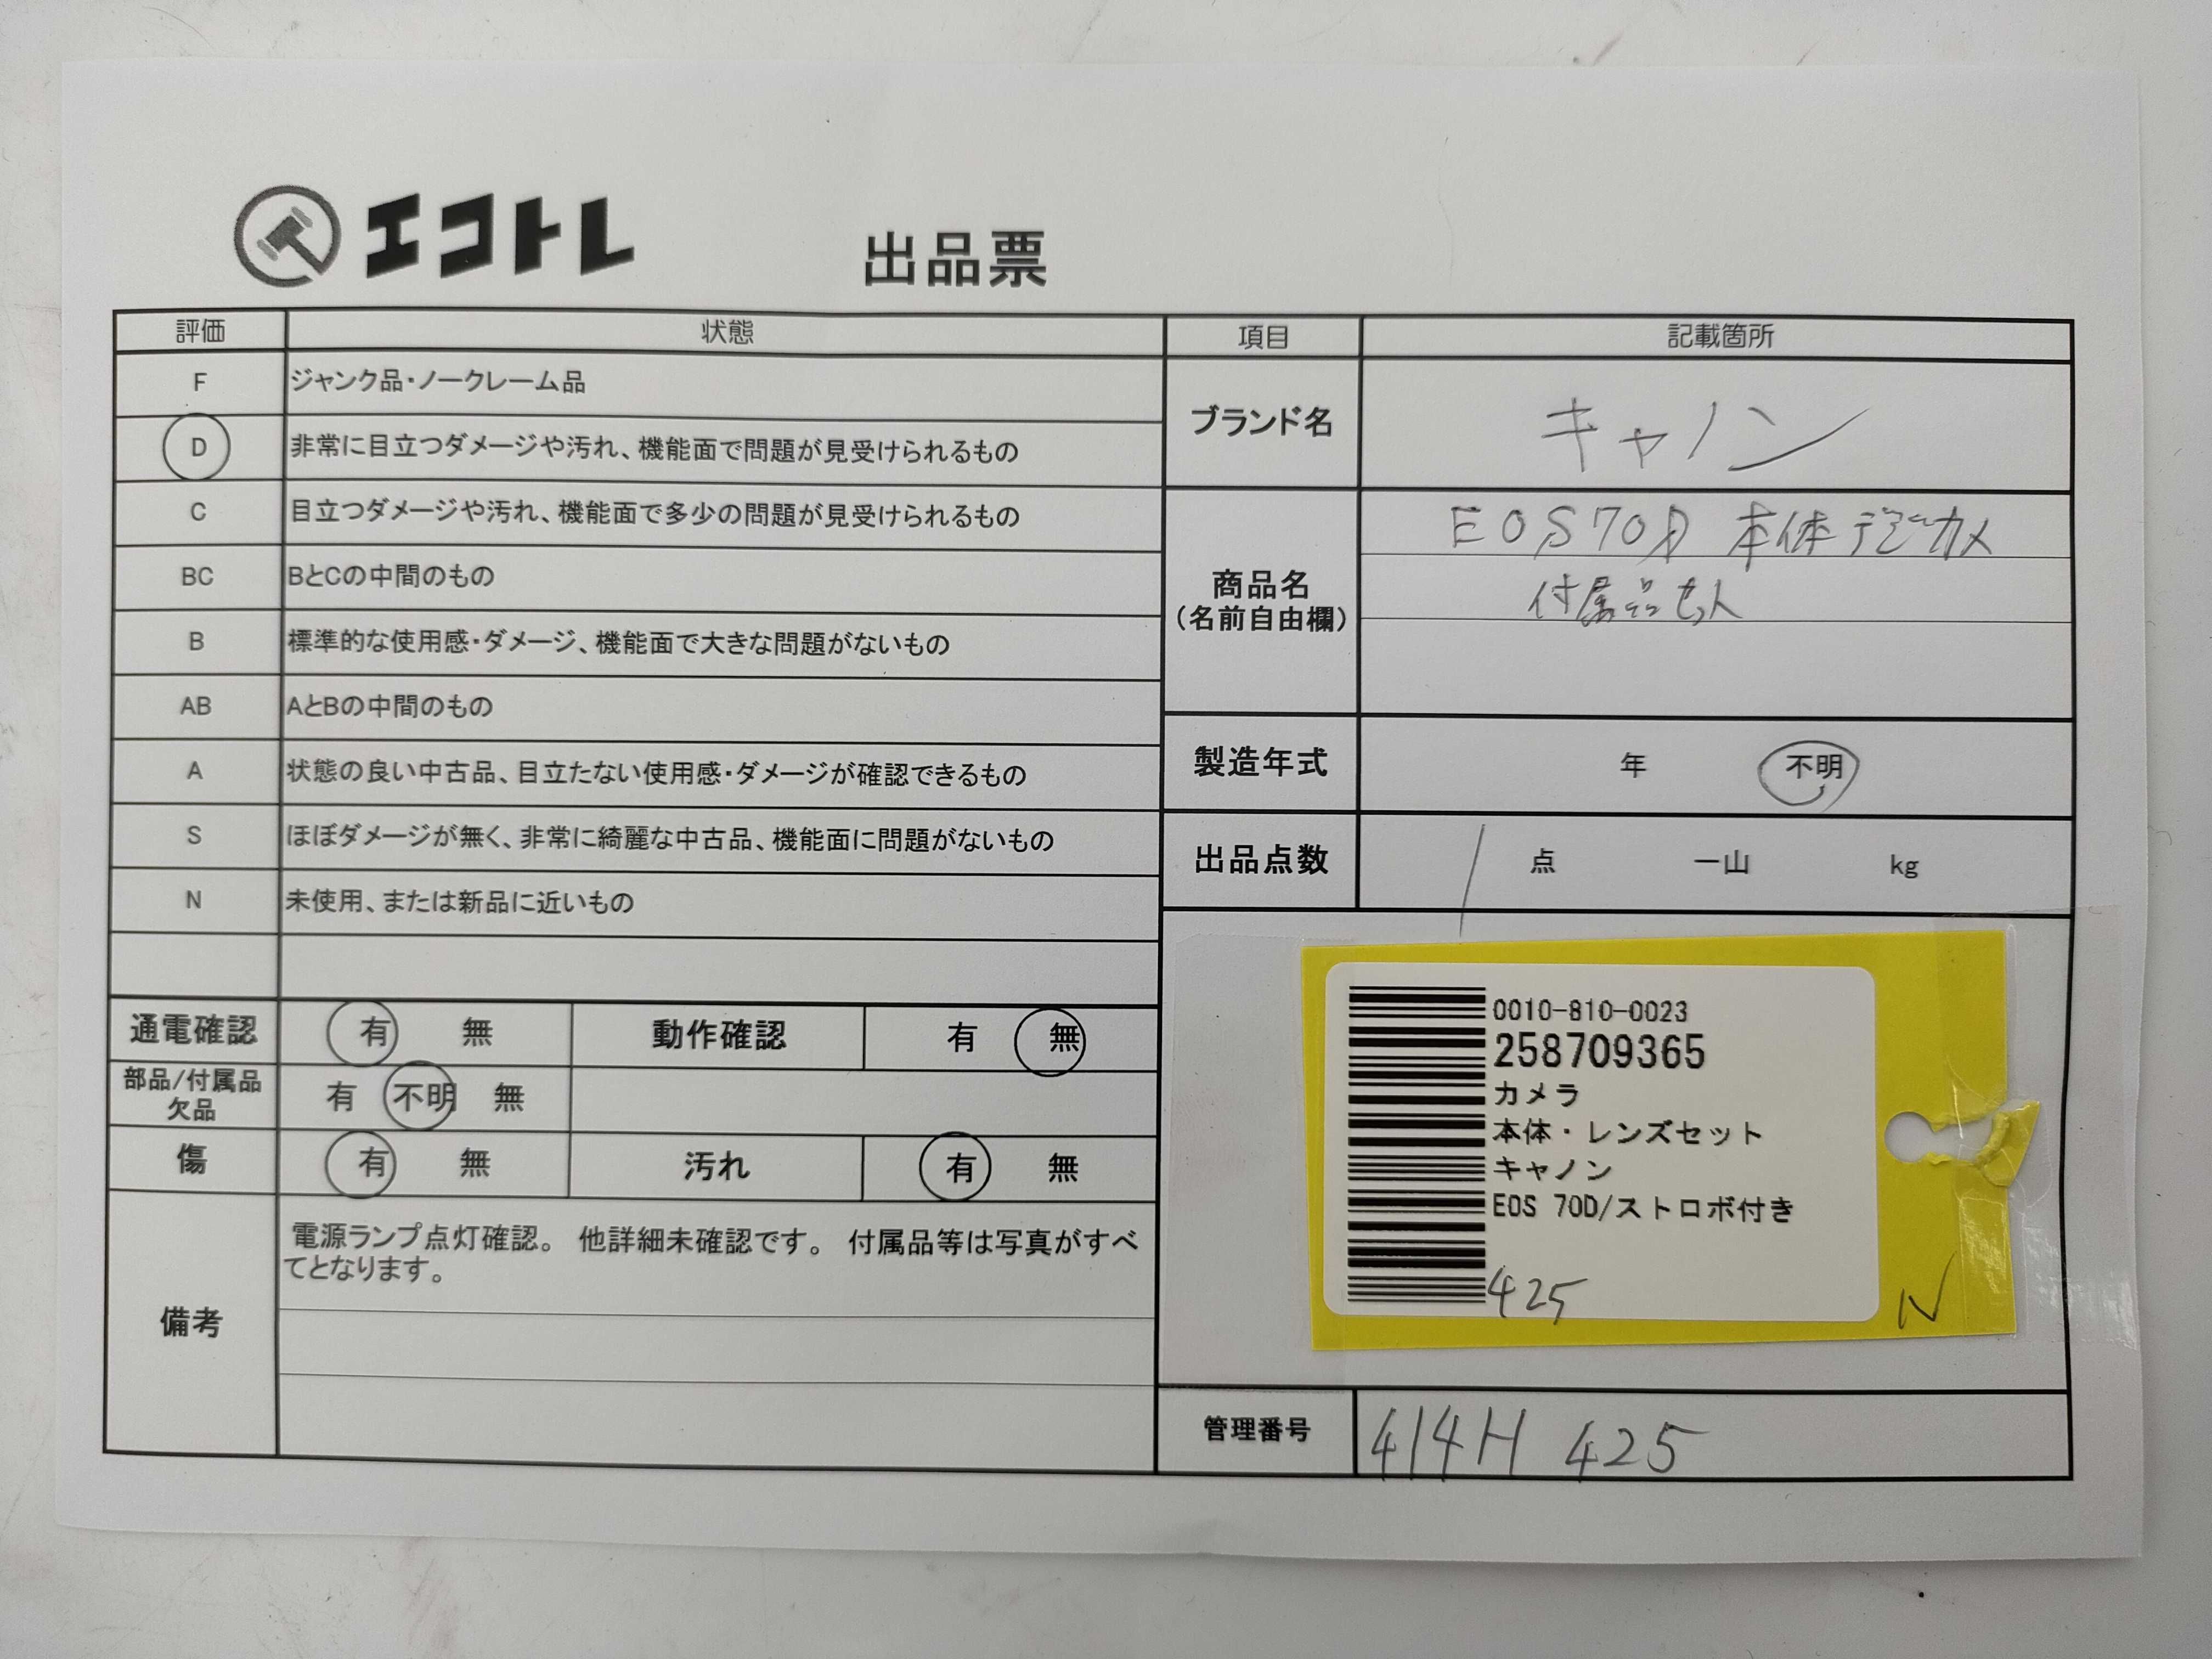 エコトレ
出品票
評価 状態
F ジャンク品・ノークレーム品
D 非常に目立つダメージや汚れ、機能面で問題が見受けられるもの
C 目立つダメージや汚れ、機能面で多少の問題が見受けられるもの
BC BとCの中間のもの
B 標準的な使用感・ダメージ、機能面で大きな問題がないもの
AB AとBの中間のもの
A 状態の良い中古品、目立たない使用感・ダメージが確認できるもの
S ほぼダメージが無く、非常に綺麗な中古品、機能面に問題がないもの
N 未使用、または新品に近いもの
通電確認 有 無 動作確認 有 無
部品/付属品
欠品
有 不明 無
傷 有 無 汚れ 有 無
備考
電源ランプ点灯確認。 他詳細未確認です。 付属品等は写真がすべ
てとなります。
項目 記載箇所
ブランド名 キャノン
商品名
(名前自由欄)
EOS70D 本体 デジカメ
付属品セット
製造年式 年 不明
出品点数 1 点 一山 kg
0010-810-0023
258709365
カメラ
本体・レンズセット
キャノン
EOS 70D/ストロボ付き
425
N
管理番号 414H 425